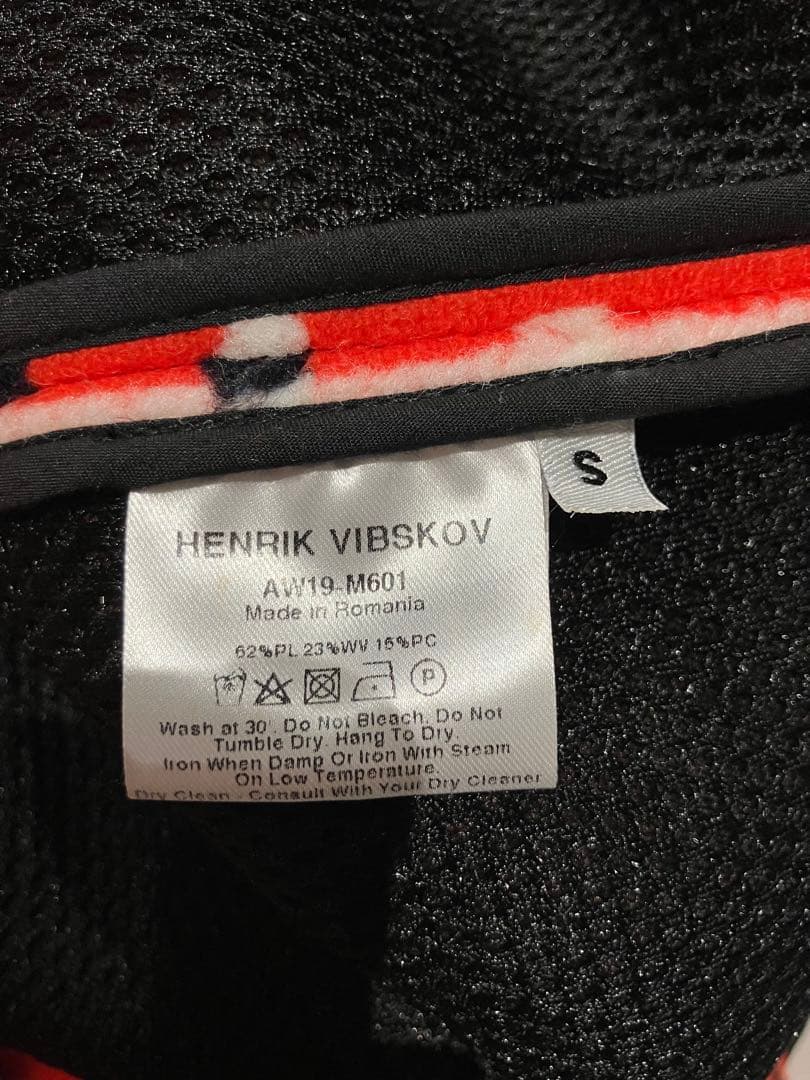 S
HENRIK VIBSKOV
AW19-M601
Made in Romania
62%PL 23%WV 15%PC
P
Wash at 30°. Do Not Bleach. Do Not
Tumble Dry. Hang To Dry.
Iron When Damp Or Iron With Steam
On Low Temperature.
Dry Clean - Consult With Your Dry Cleaner